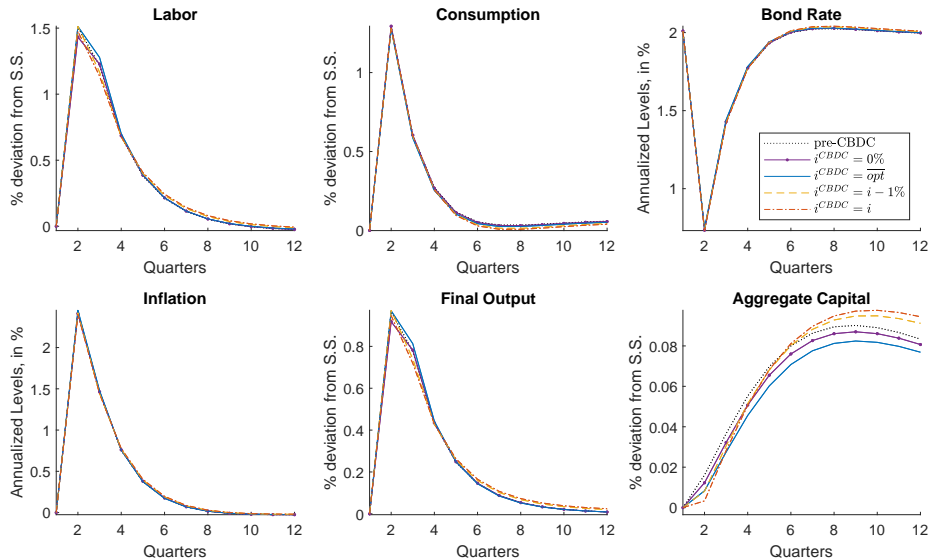 Labor
Consumption
Bond Rate
% deviation from S.S.
1.5
1
0.5
0
2 4 6 8 10 12
Quarters
% deviation from S.S.
1
0.5
0
2 4 6 8 10 12
Quarters
Annualized Levels, in %
2
1
2 4 6 8 10 12
Quarters
pre-CBDC
i^{CBDC} = 0%
i^{CBDC} = \overline{opt}
i^{CBDC} = i − 1%
i^{CBDC} = i
Inflation
Final Output
Aggregate Capital
Annualized Levels, in %
2
1.5
1
0.5
0
2 4 6 8 10 12
Quarters
% deviation from S.S.
0.8
0.6
0.4
0.2
0
2 4 6 8 10 12
Quarters
% deviation from S.S.
0.08
0.06
0.04
0.02
0
2 4 6 8 10 12
Quarters